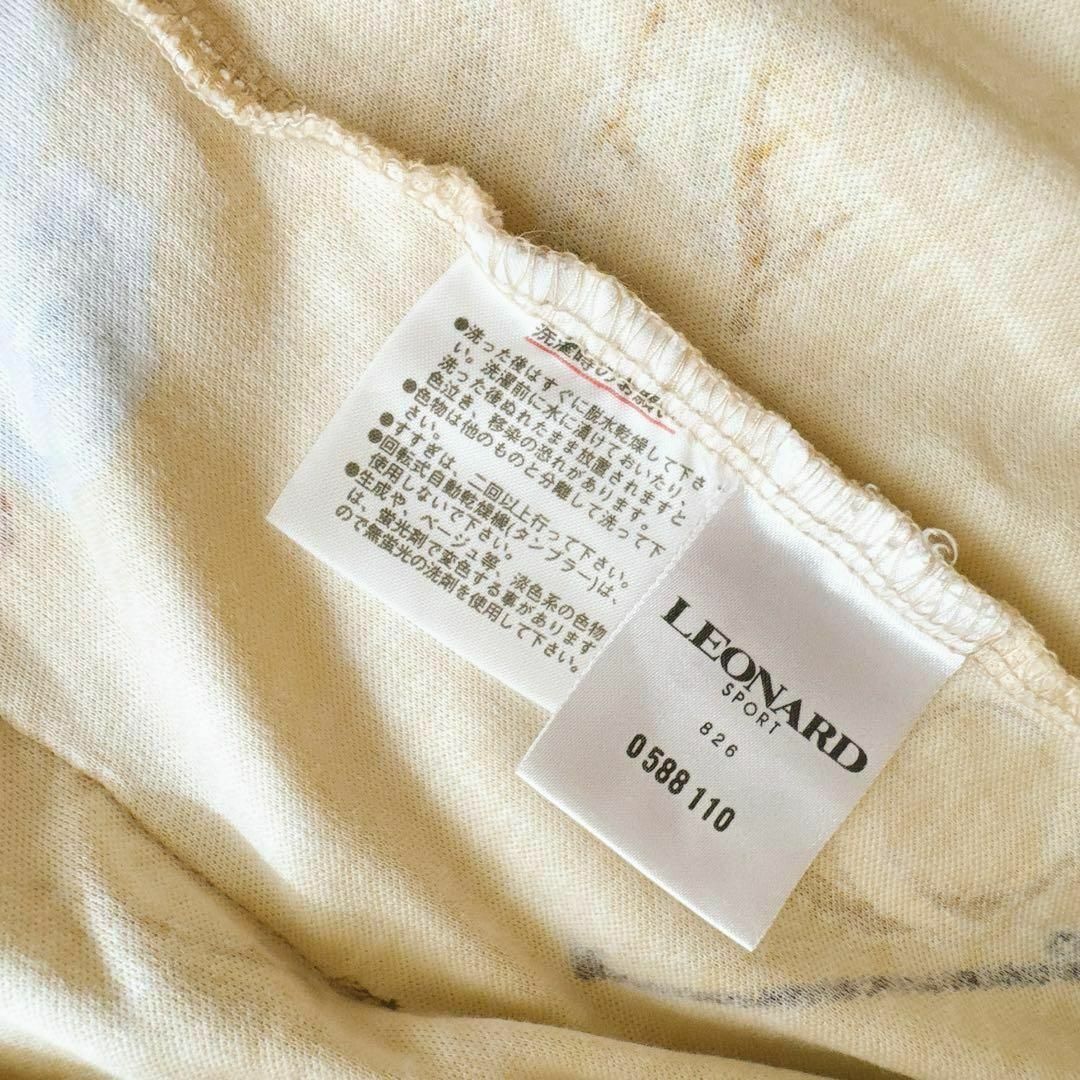 洗濯時のお願い
●洗った後はすぐに脱水乾燥して下さ
い。洗濯前に水に漬けておいたり、
洗った後ぬれたまま放置されますと
色泣き、移染の恐れがあります。
●色物は他のものと分離して洗って下
さい。
●すすぎは、二回以上行って下さい。
●回転式自動乾燥機(タンブラー)は、
使用しないで下さい。
●生成や、ベージュ等、淡色系の色物
は、蛍光剤で変色する事があります
ので無蛍光の洗剤を使用して下さい。
LEONARD
SPORT
826
0588110